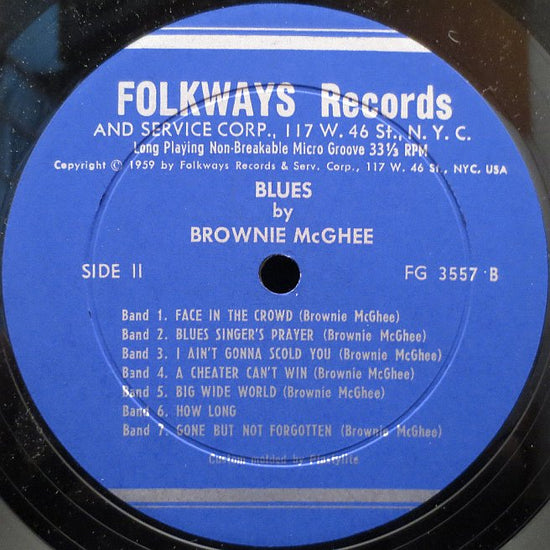 FOLKWAYS Records
AND SERVICE CORP., 117 W. 46 St., N. Y. C.
Long Playing Non-Breakable Micro Groove 33⅓ RPM
Copyright © 1959 by Folkways Records & Serv. Corp., 117 W. 46 St., NYC, USA
BLUES
by
BROWNIE McGHEE
SIDE II FG 3557 B
Band 1. FACE IN THE CROWD (Brownie McGhee)
Band 2. BLUES SINGER'S PRAYER (Brownie McGhee)
Band 3. I AIN'T GONNA SCOLD YOU (Brownie McGhee)
Band 4. A CHEATER CAN'T WIN (Brownie McGhee)
Band 5. BIG WIDE WORLD (Brownie McGhee)
Band 6. HOW LONG
Band 7. GONE BUT NOT FORGOTTEN (Brownie McGhee)
Custom molded by Plastylite